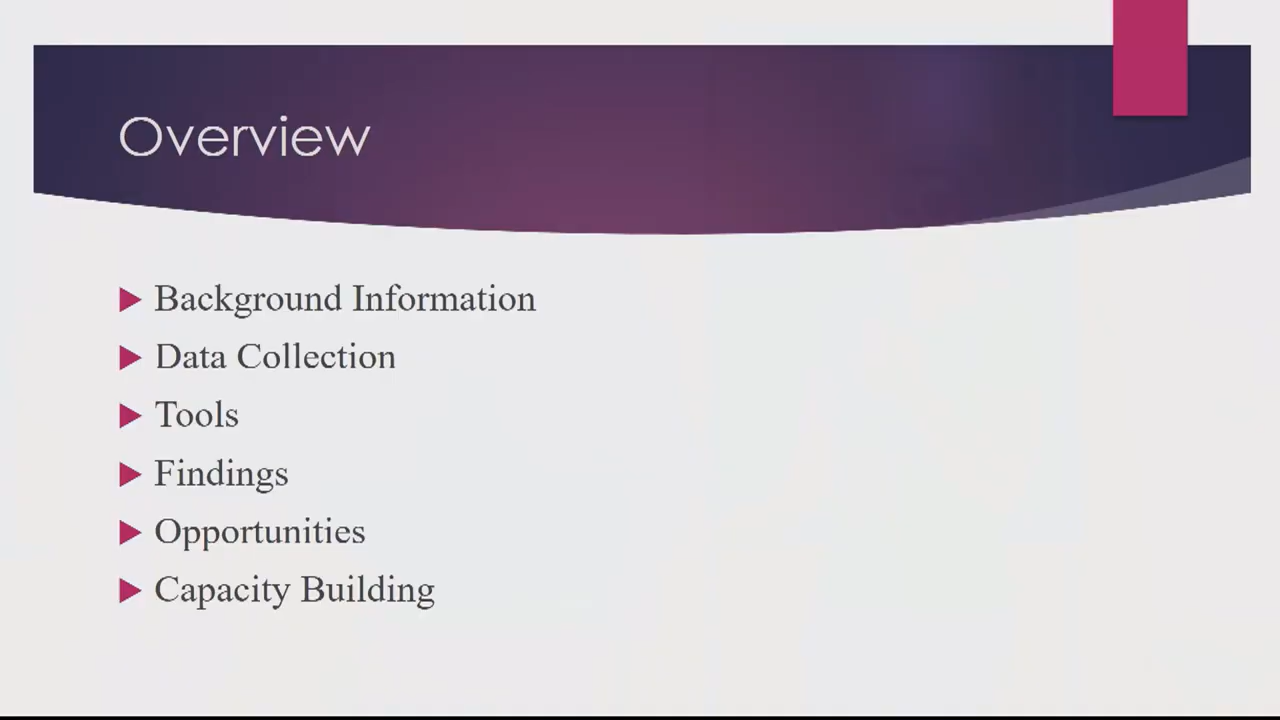 Overview
Background Information
Data Collection
Tools
Findings
Opportunities
Capacity Building